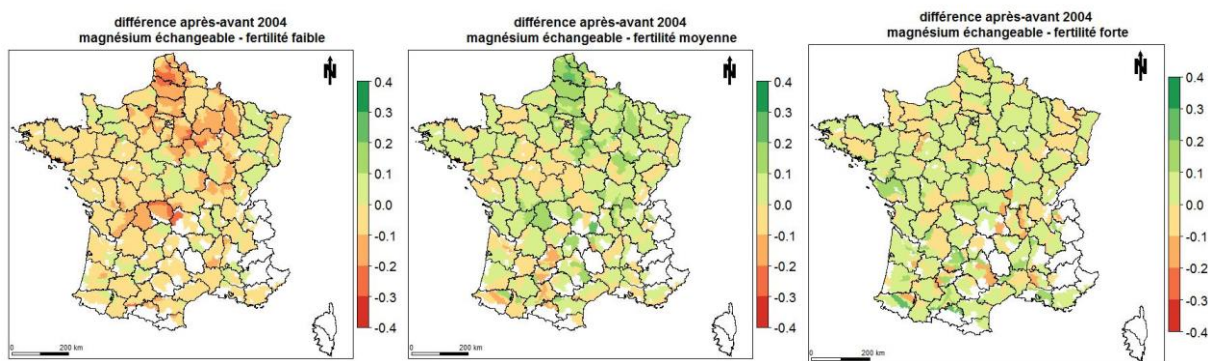 différence après-avant 2004
magnésium échangeable - fertilité faible
N
0.4
0.3
0.2
0.1
0.0
-0.1
-0.2
-0.3
-0.4
0 200 km
différence après-avant 2004
magnésium échangeable - fertilité moyenne
N
0.4
0.3
0.2
0.1
0.0
-0.1
-0.2
-0.3
-0.4
0 200 km
différence après-avant 2004
magnésium échangeable - fertilité forte
N
0.4
0.3
0.2
0.1
0.0
-0.1
-0.2
-0.3
-0.4
0 200 km